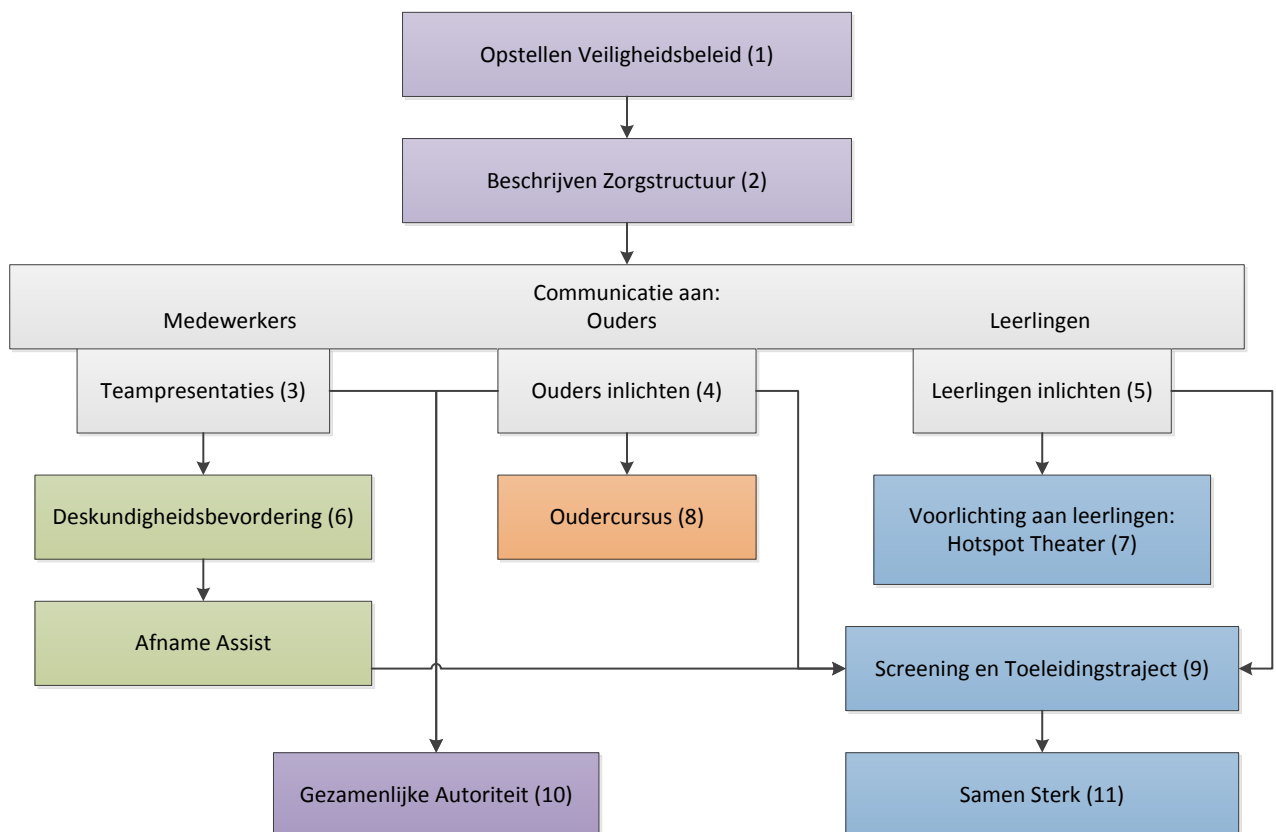 Opstellen Veiligheidsbeleid (1)
Beschrijven Zorgstructuur (2)
Communicatie aan:
Medewerkers Ouders Leerlingen
Teampresentaties (3) Ouders inlichten (4) Leerlingen inlichten (5)
Deskundigheidsbevordering (6) Oudercursus (8) Voorlichting aan leerlingen:
Hotspot Theater (7)
Afname Assist
Screening en Toeleidingstraject (9)
Gezamenlijke Autoriteit (10) Samen Sterk (11)